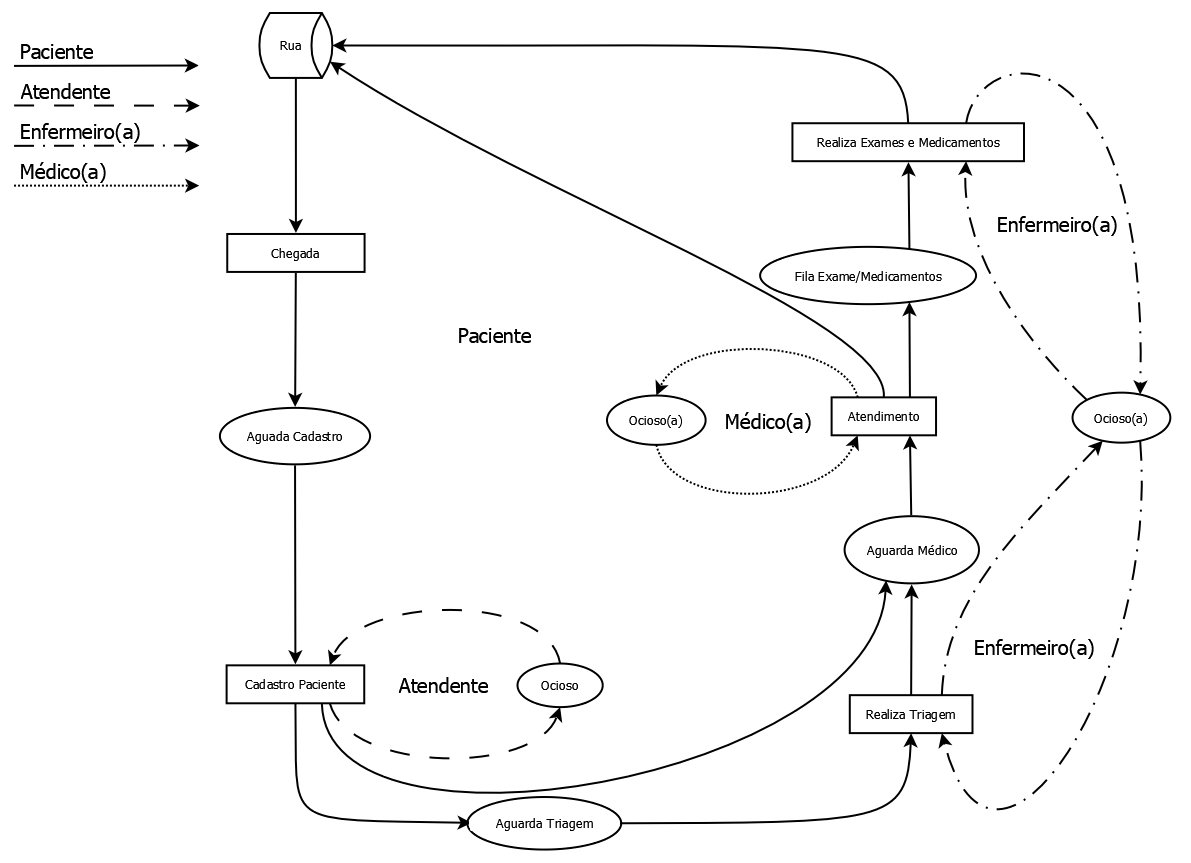 Rua
Paciente
Atendente
Enfermeiro(a)
Médico(a)
Realiza Exames e Medicamentos
Enfermeiro(a)
Chegada
Fila Exame/Medicamentos
Paciente
Aguada Cadastro
Ocioso(a)
Médico(a)
Atendimento
Ocioso(a)
Aguarda Médico
Enfermeiro(a)
Cadastro Paciente
Atendente
Ocioso
Realiza Triagem
Aguarda Triagem